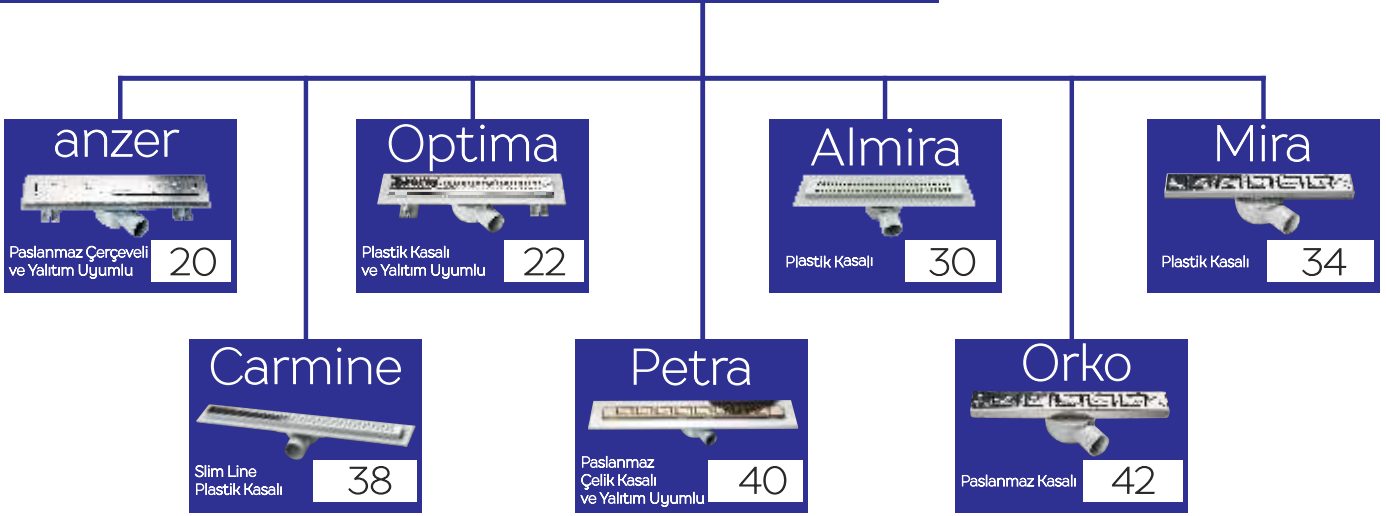 anzer
Paslanmaz Çerçeveli
ve Yalıtım Uyumlu
20
Optima
Plastik Kasalı
ve Yalıtım Uyumlu
22
Almira
Plastik Kasalı
30
Mira
Plastik Kasalı
34
Carmine
Slim Line
Plastik Kasalı
38
Petra
Paslanmaz
Çelik Kasalı
ve Yalıtım Uyumlu
40
Orko
Paslanmaz Kasalı
42